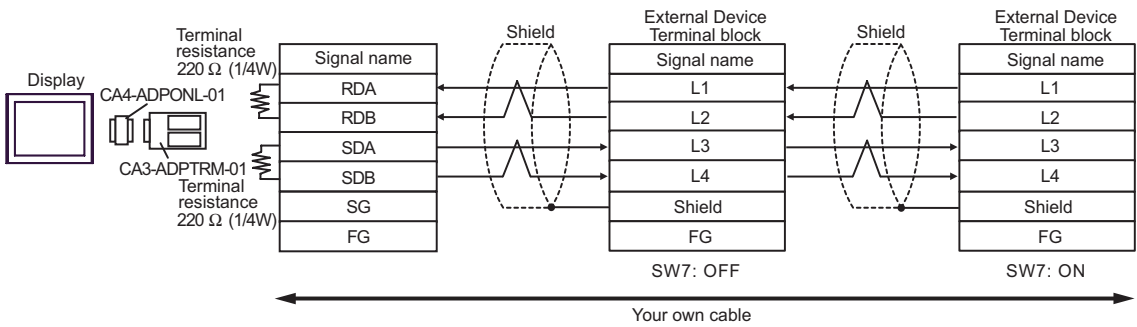 Display
CA4-ADPONL-01
CA3-ADPTRM-01
Terminal
resistance
220 Ω (1/4W)
Terminal
resistance
220 Ω (1/4W)
Signal name
RDA
RDB
SDA
SDB
SG
FG
Shield
External Device
Terminal block
Signal name
L1
L2
L3
L4
Shield
FG
SW7: OFF
Shield
External Device
Terminal block
Signal name
L1
L2
L3
L4
Shield
FG
SW7: ON
Your own cable